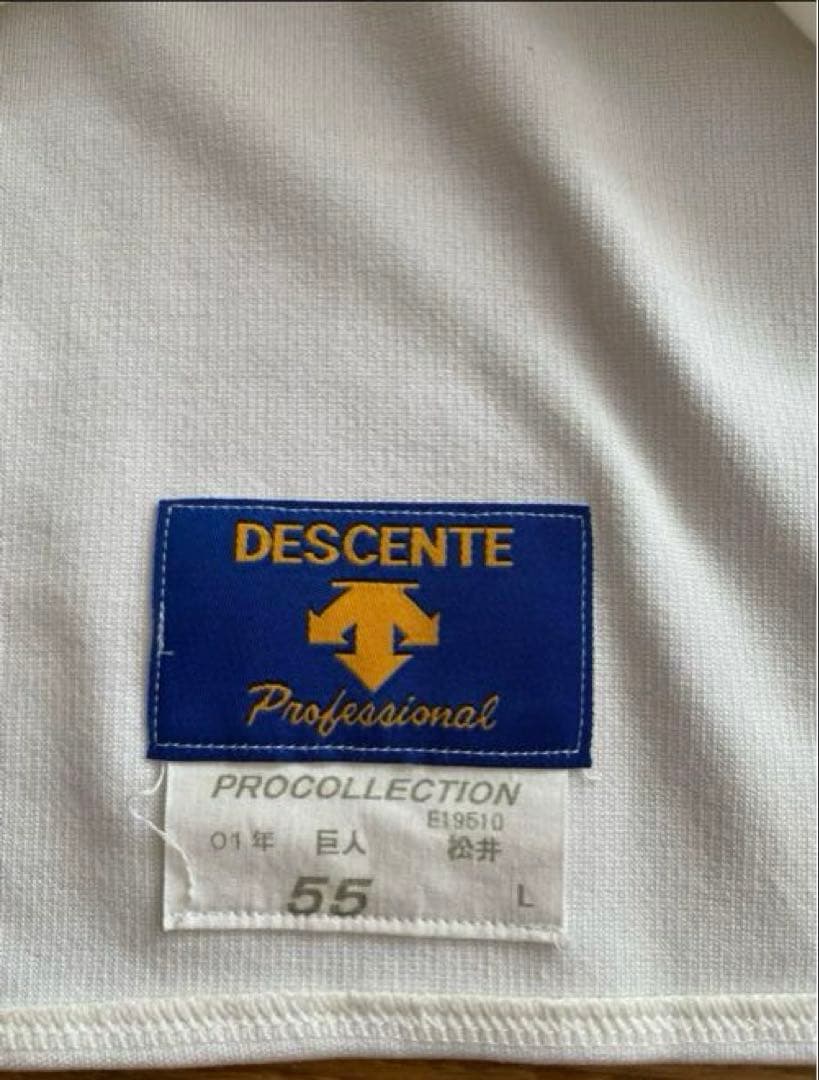 DESCENTE
Professional
PROCOLLECTION
E19510
01年 巨人 松井
55 L